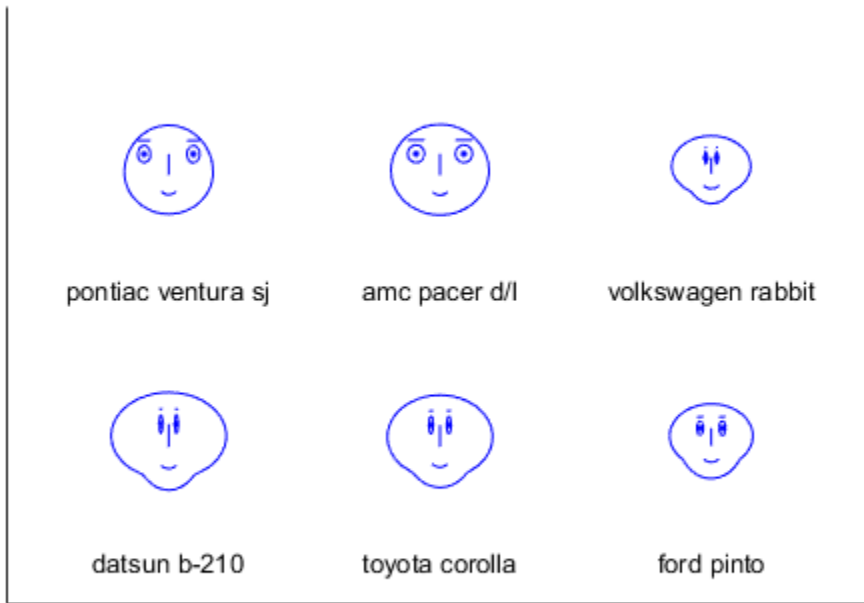 pontiac ventura sj
amc pacer d/l
volkswagen rabbit
datsun b-210
toyota corolla
ford pinto